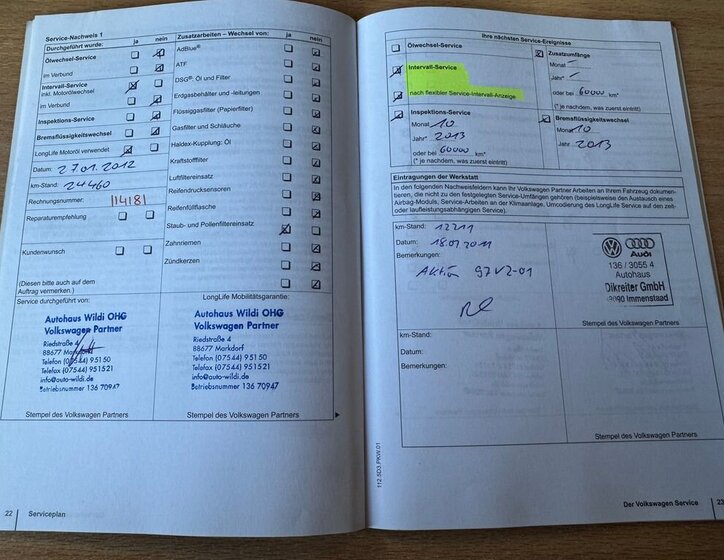 Service-Nachweis 1
Durchgeführt wurde: ja nein
Ölwechsel-Service
im Verbund
Intervall-Service
inkl. Motorölwechsel
im Verbund
Inspektions-Service
Bremsflüssigkeitswechsel
LongLife Motoröl verwendet
Datum: 27.01.2012
km-Stand: 24460
Rechnungsnummer: 114181
Reparaturempfehlung
Kundenwunsch
(Diesen bitte auch auf dem
Auftrag vermerken.)
Zusatzarbeiten – Wechsel von: ja nein
AdBlue®
ATF
DSG®: Öl und Filter
Erdgasbehälter und -leitungen
Flüssiggasfilter (Papierfilter)
Gasfilter und Schläuche
Haldex-Kupplung: Öl
Kraftstofffilter
Luftfiltereinsatz
Reifendrucksensoren
Reifenfüllflasche
Staub- und Pollenfiltereinsatz
Zahnriemen
Zündkerzen
Service durchgeführt von:
Autohaus Wildi OHG
Volkswagen Partner
Riedstraße 4
88677 Markdorf
Telefon (07544) 95150
Telefax (07544) 951521
info@auto-wildi.de
Betriebsnummer 136 70947
Stempel des Volkswagen Partners
LongLife Mobilitätsgarantie:
Autohaus Wildi OHG
Volkswagen Partner
Riedstraße 4
88677 Markdorf
Telefon (07544) 95150
Telefax (07544) 951521
info@auto-wildi.de
Betriebsnummer 136 70947
Stempel des Volkswagen Partners
22 Serviceplan
Ihre nächsten Service-Ereignisse
Ölwechsel-Service
Intervall-Service
nach flexibler Service-Intervall-Anzeige
Inspektions-Service
Monat 10
Jahr* 2013
oder bei 60000 km*
(* je nachdem, was zuerst eintritt)
Zusatzumfänge
Monat –
Jahr* –
oder bei 60000 km*
(* je nachdem, was zuerst eintritt)
Bremsflüssigkeitswechsel
Monat 10
Jahr 2013
Eintragungen der Werkstatt
In den folgenden Nachweisfeldern kann Ihr Volkswagen Partner Arbeiten an Ihrem Fahrzeug dokumen-
tieren, die nicht zu den festgelegten Service-Umfängen gehören (beispielsweise den Austausch eines
Airbag-Moduls, Service-Arbeiten an der Klimaanlage, Umcodierung des LongLife Service auf den zeit-
oder laufleistungsabhängigen Service).
km-Stand: 12211
Datum: 18.07.2011
Bemerkungen:
Aktion 97V2-01
Audi
136 / 3055 4
Autohaus
Dikreiter GmbH
88090 Immenstaad
Stempel des Volkswagen Partners
km-Stand:
Datum:
Bemerkungen:
Stempel des Volkswagen Partners
112.5D3.PKW.01
Der Volkswagen Service 23